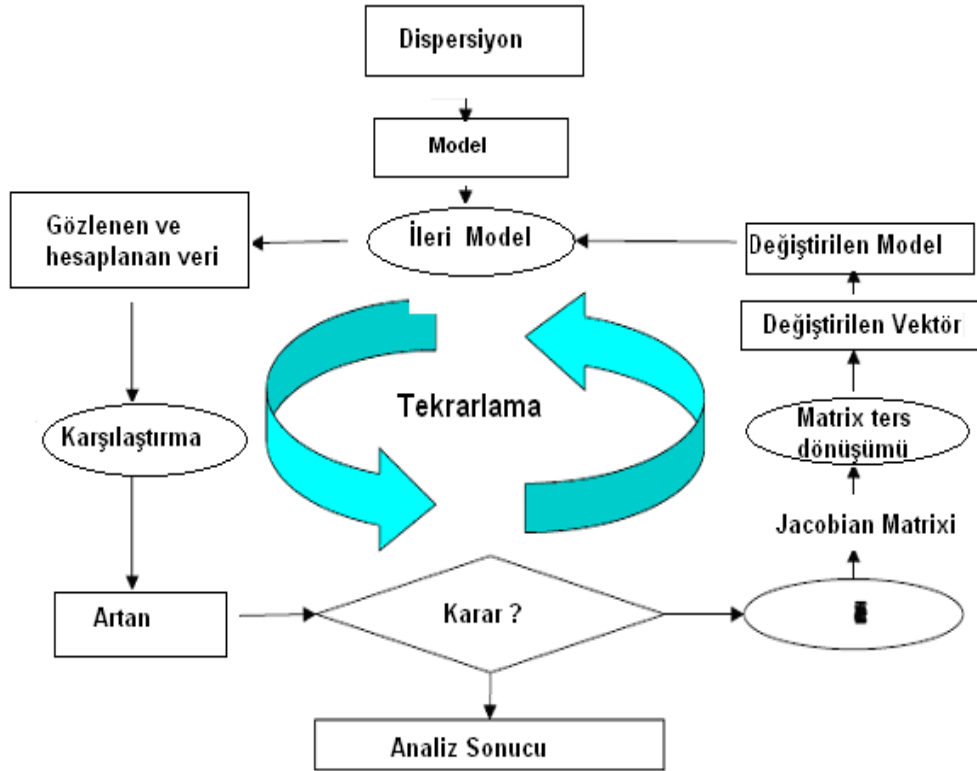 Dispersiyon
Model
İleri Model
Gözlenen ve
hesaplanan veri
Değiştirilen Model
Değiştirilen Vektör
Tekrarlama
Karşılaştırma
Matrix ters
dönüşümü
Jacobian Matrixi
Artan
Karar ?
Analiz Sonucu